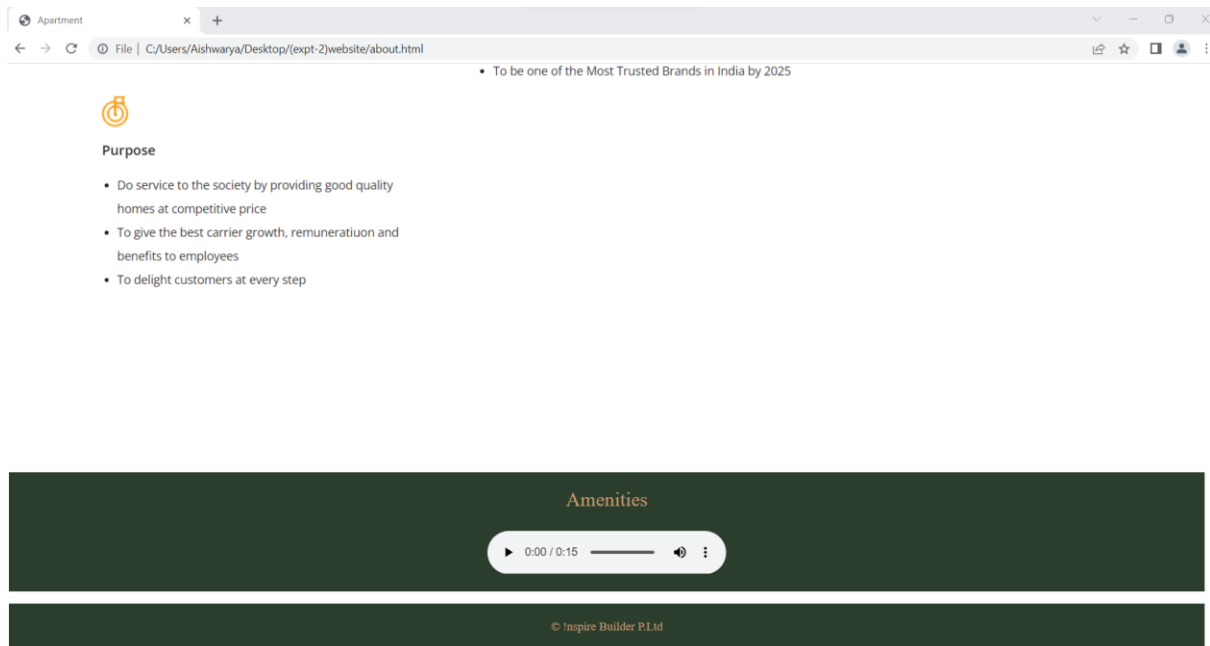 Apartment
File | C:/Users/Aishwarya/Desktop/(expt-2)website/about.html
• To be one of the Most Trusted Brands in India by 2025
Purpose
• Do service to the society by providing good quality
homes at competitive price
• To give the best carrier growth, remuneratiuon and
benefits to employees
• To delight customers at every step
Amenities
0:00 / 0:15
© !nspire Builder P.Ltd